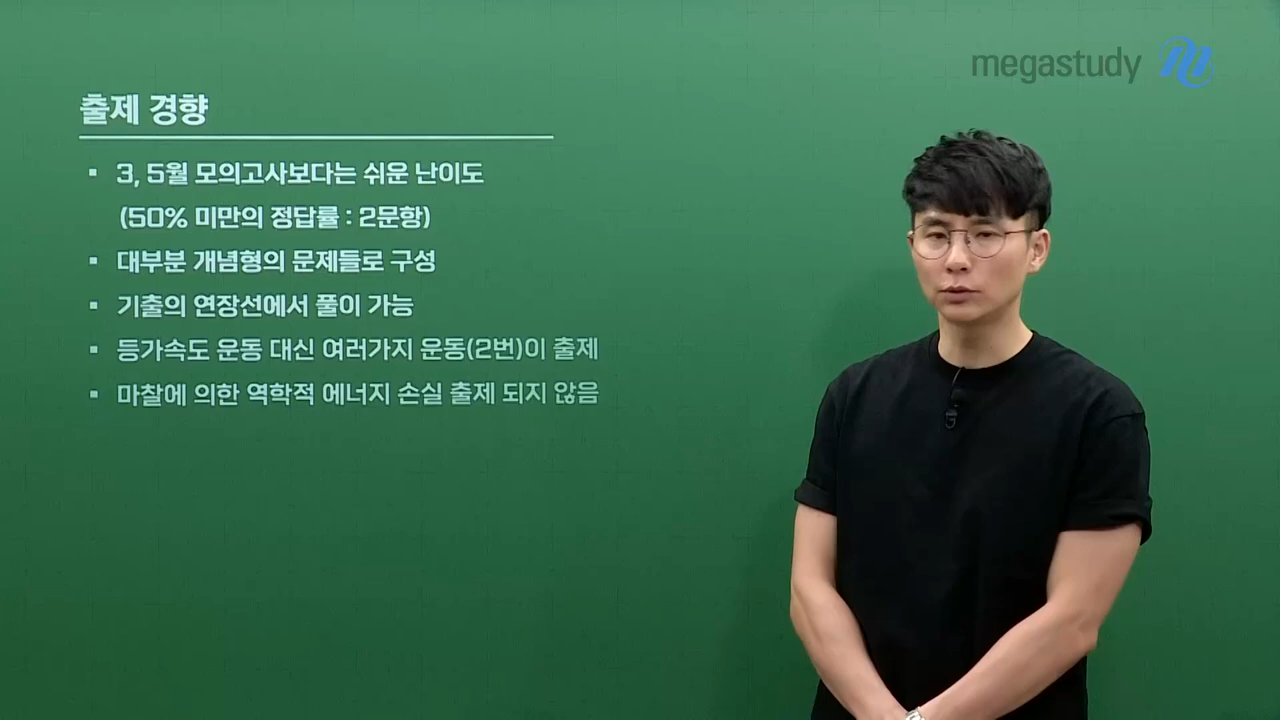 megastudy
출제 경향
▪ 3, 5월 모의고사보다는 쉬운 난이도
(50% 미만의 정답률 : 2문항)
▪ 대부분 개념형의 문제들로 구성
▪ 기출의 연장선에서 풀이 가능
▪ 등가속도 운동 대신 여러가지 운동(2번)이 출제
▪ 마찰에 의한 역학적 에너지 손실 출제 되지 않음